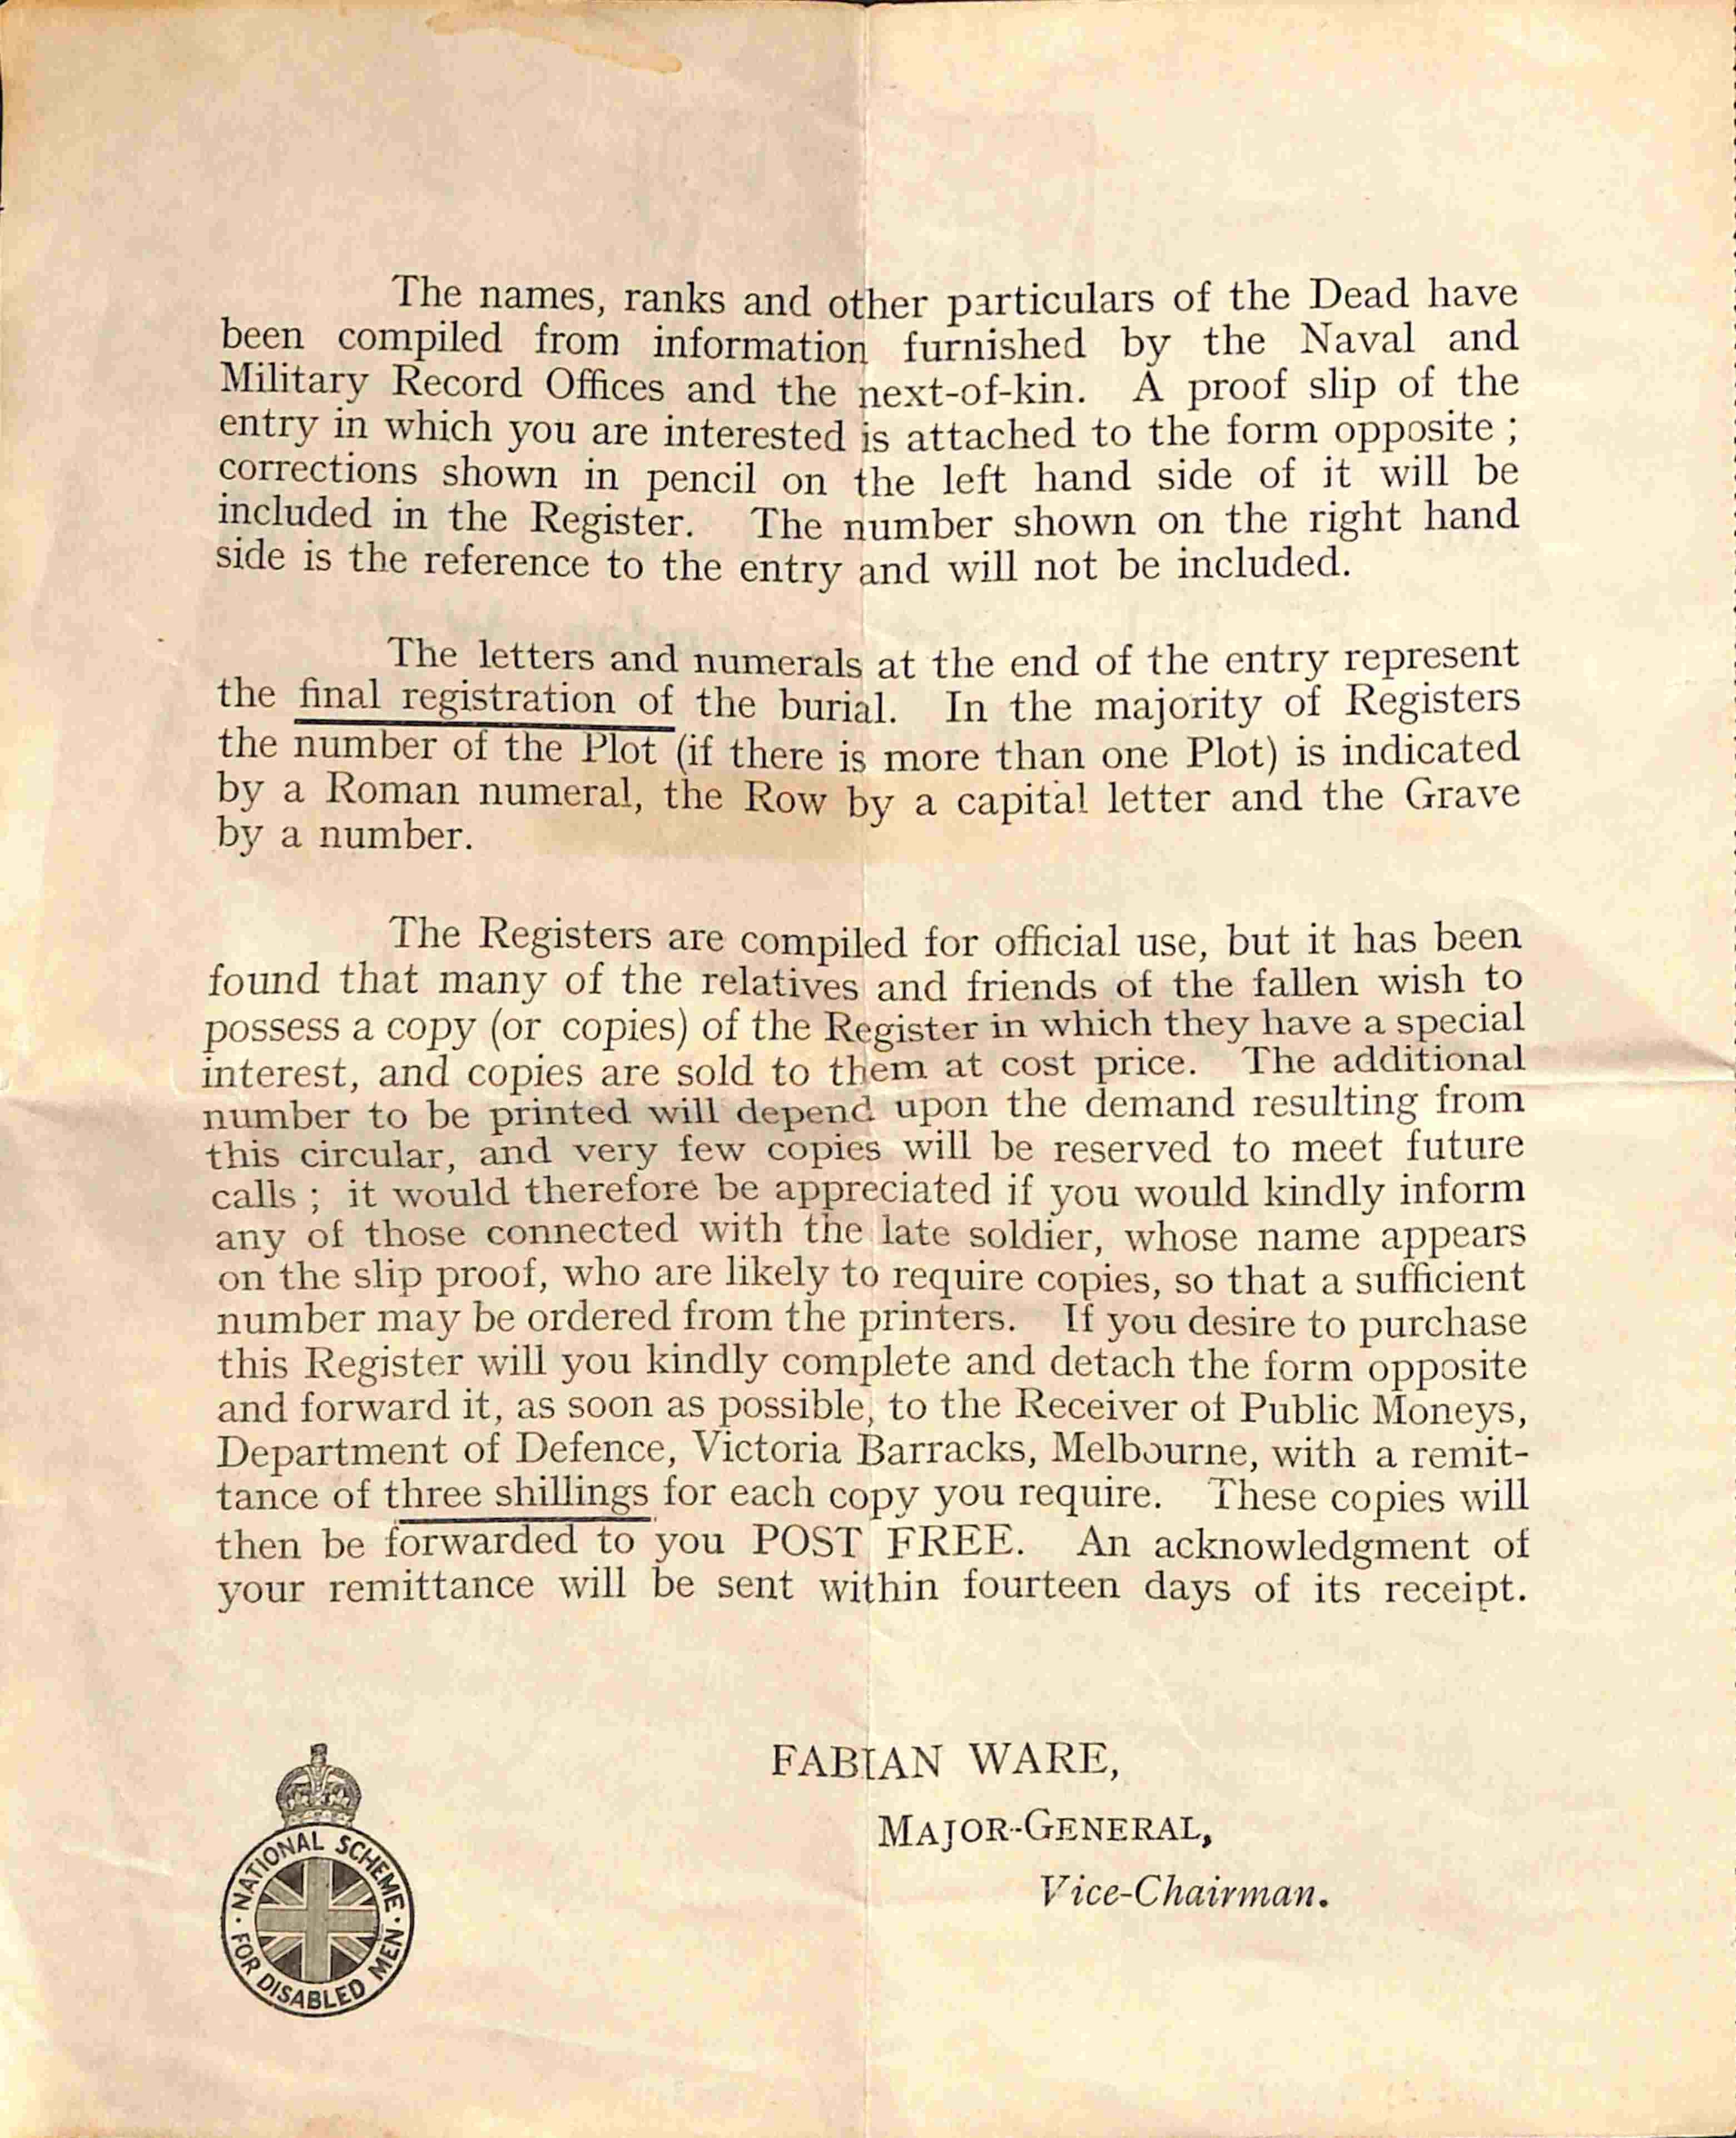 The names, ranks and other particulars of the Dead have
been compiled from information furnished by the Naval and
Military Record Offices and the next-of-kin. A proof slip of the
entry in which you are interested is attached to the form opposite ;
corrections shown in pencil on the left hand side of it will be
included in the Register. The number shown on the right hand
side is the reference to the entry and will not be included.
The letters and numerals at the end of the entry represent
the final registration of the burial. In the majority of Registers
the number of the Plot (if there is more than one Plot) is indicated
by a Roman numeral, the Row by a capital letter and the Grave
by a number.
The Registers are compiled for official use, but it has been
found that many of the relatives and friends of the fallen wish to
possess a copy (or copies) of the Register in which they have a special
interest, and copies are sold to them at cost price. The additional
number to be printed will depend upon the demand resulting from
this circular, and very few copies will be reserved to meet future
calls ; it would therefore be appreciated if you would kindly inform
any of those connected with the late soldier, whose name appears
on the slip proof, who are likely to require copies, so that a sufficient
number may be ordered from the printers. If you desire to purchase
this Register will you kindly complete and detach the form opposite
and forward it, as soon as possible, to the Receiver of Public Moneys,
Department of Defence, Victoria Barracks, Melbourne, with a remit-
tance of three shillings for each copy you require. These copies will
then be forwarded to you POST FREE. An acknowledgment of
your remittance will be sent within fourteen days of its receipt.
FABIAN WARE,
MAJOR-GENERAL,
Vice-Chairman.
· NATIONAL SCHEME ·
FOR DISABLED MEN